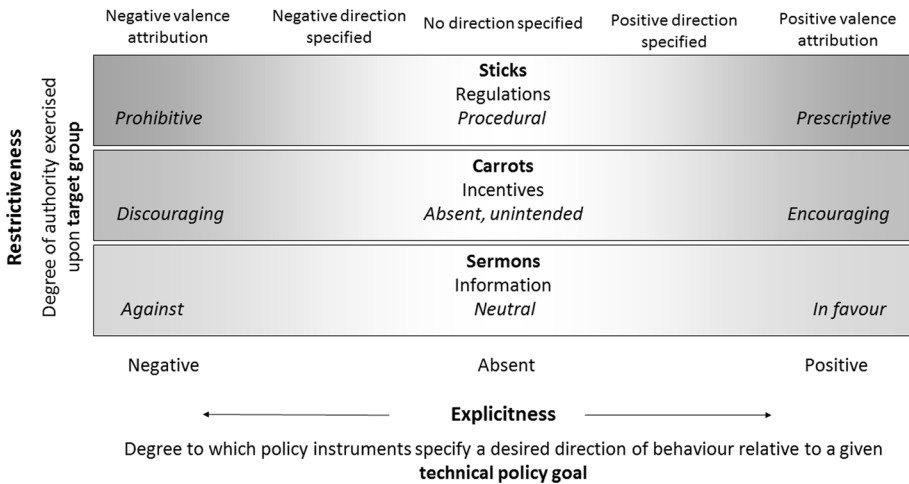 Negative valence attribution
Negative direction specified
No direction specified
Positive direction specified
Positive valence attribution
Restrictiveness
Degree of authority exercised
upon target group
Sticks
Regulations
Prohibitive
Procedural
Prescriptive
Carrots
Incentives
Discouraging
Absent, unintended
Encouraging
Sermons
Information
Against
Neutral
In favour
Negative
Absent
Positive
Explicitness
Degree to which policy instruments specify a desired direction of behaviour relative to a given
technical policy goal